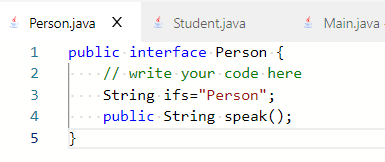 Person.java X Student.java Main.java
1 public interface Person {
2 // write your code here
3 String ifs="Person";
4 public String speak();
5 }